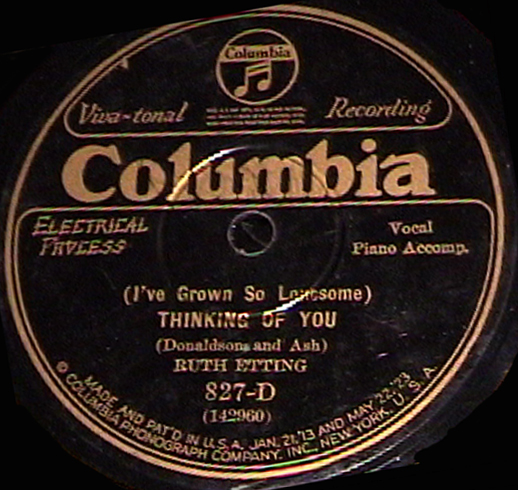 Columbia
Viva-tonal Recording
Columbia
ELECTRICAL
PROCESS
Vocal
Piano Accomp.
(I've Grown So Lonesome)
THINKING OF YOU
(Donaldson and Ash)
RUTH ETTING
827-D
(142960)
MADE AND PAT'D IN U.S.A. JAN. 21,'13 AND MAY 22,'23
© COLUMBIA PHONOGRAPH COMPANY, INC., NEW YORK, U. S. A.